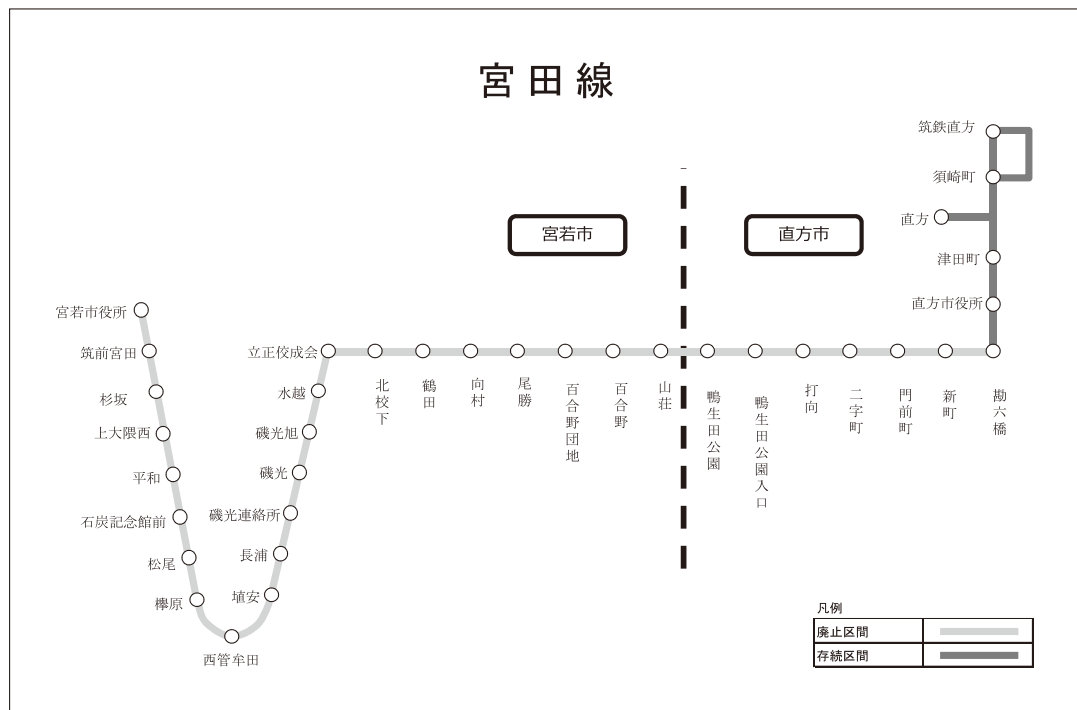 宮田線
筑鉄直方
須崎町
宮若市
直方市
直方
津田町
直方市役所
宮若市役所
筑前宮田
杉坂
上大隈西
平和
石炭記念館前
松尾
欅原
西管牟田
埴安
長浦
磯光連絡所
磯光
磯光旭
水越
立正佼成会
北校下
鶴田
向村
尾勝
百合野団地
百合野
山荘
鴨生田公園
鴨生田公園入口
打向
二字町
門前町
新町
勘六橋
凡例
廃止区間
存続区間